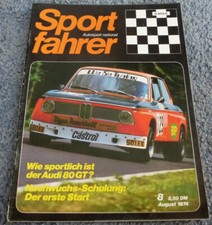 Sport
Autosport national
fahrer
Castrol
BP
Wie sportlich ist
der Audi 80 GT?
Nachwuchs-Schulung:
Der erste Start
8
August 1974